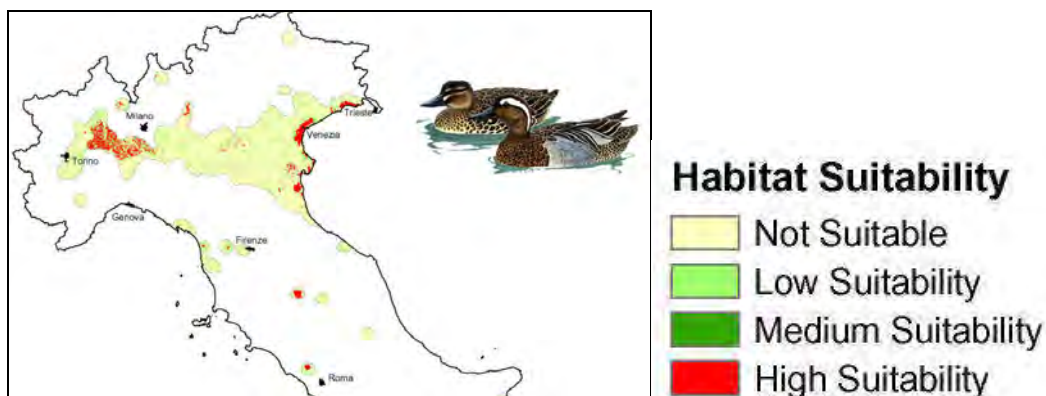 Milano
Trieste
Venezia
Torino
Genova
Firenze
Roma
Habitat Suitability
Not Suitable
Low Suitability
Medium Suitability
High Suitability